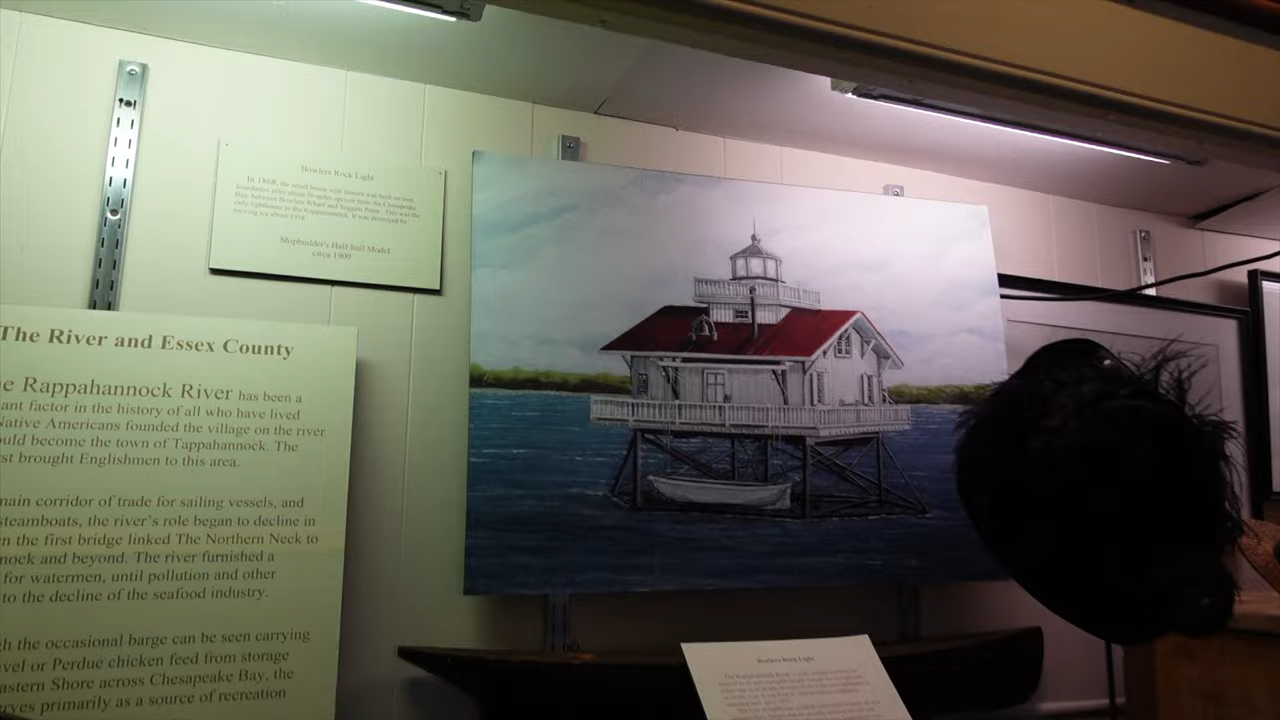 Bowlers Rock Light
In 1868, the small house with lantern was built on iron
foundation piles about 30 miles upriver from the Chesapeake
Bay, between Bowlers Wharf and Suggetts Point. This was the
only lighthouse in the Rappahannock. It was destroyed by
moving ice about 1918.
Shipbuilder's Half-hull Model
circa 1900
The River and Essex County
e Rappahannock River has been a
ant factor in the history of all who have lived
Native Americans founded the village on the river
ould become the town of Tappahannock. The
rst brought Englishmen to this area.
main corridor of trade for sailing vessels, and
steamboats, the river's role began to decline in
n the first bridge linked The Northern Neck to
nock and beyond. The river furnished a
for watermen, until pollution and other
to the decline of the seafood industry.
gh the occasional barge can be seen carrying
vel or Perdue chicken feed from storage
astern Shore across Chesapeake Bay, the
rves primarily as a source of recreation
Bowlers Rock Light